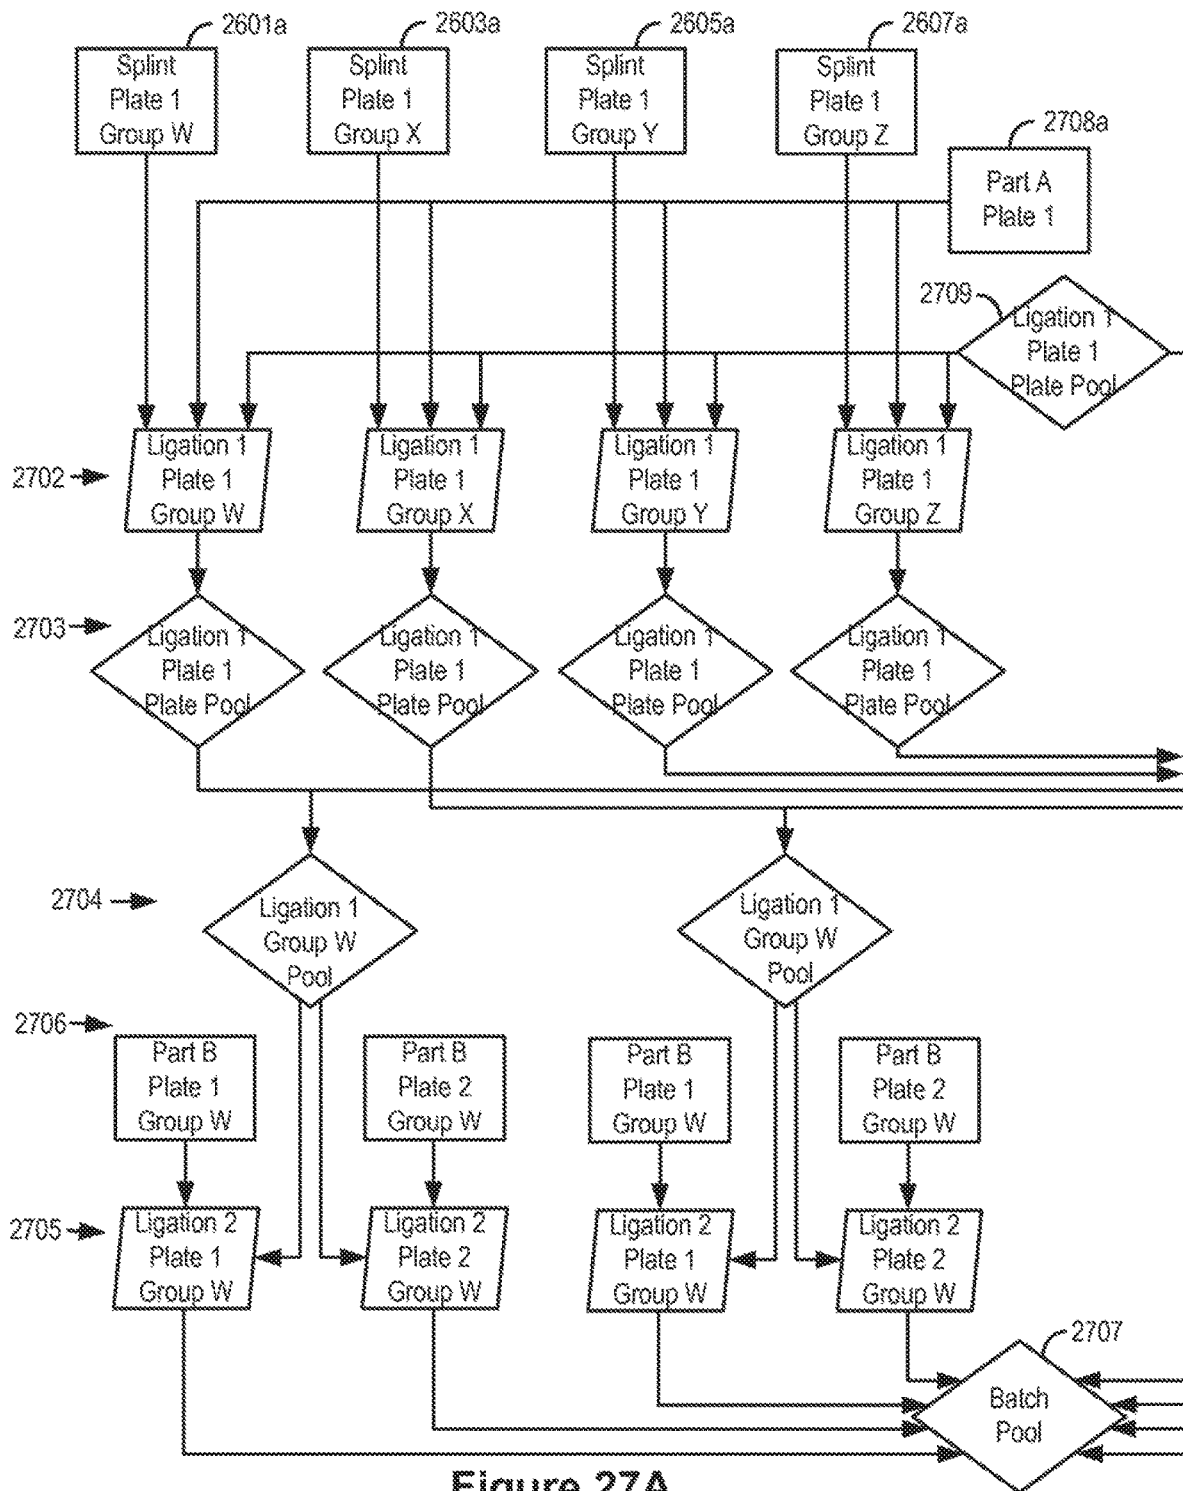 2601a
2603a
2605a
2607a
Splint
Plate 1
Group W
Splint
Plate 1
Group X
Splint
Plate 1
Group Y
Splint
Plate 1
Group Z
2708a
Part A
Plate 1
2709
Ligation 1
Plate 1
Plate Pool
2702
Ligation 1
Plate 1
Group W
Ligation 1
Plate 1
Group X
Ligation 1
Plate 1
Group Y
Ligation 1
Plate 1
Group Z
2703
Ligation 1
Plate 1
Plate Pool
Ligation 1
Plate 1
Plate Pool
Ligation 1
Plate 1
Plate Pool
Ligation 1
Plate 1
Plate Pool
2704
Ligation 1
Group W
Pool
Ligation 1
Group W
Pool
2706
Part B
Plate 1
Group W
Part B
Plate 2
Group W
Part B
Plate 1
Group W
Part B
Plate 2
Group W
2705
Ligation 2
Plate 1
Group W
Ligation 2
Plate 2
Group W
Ligation 2
Plate 1
Group W
Ligation 2
Plate 2
Group W
2707
Batch
Pool
Figure 27A